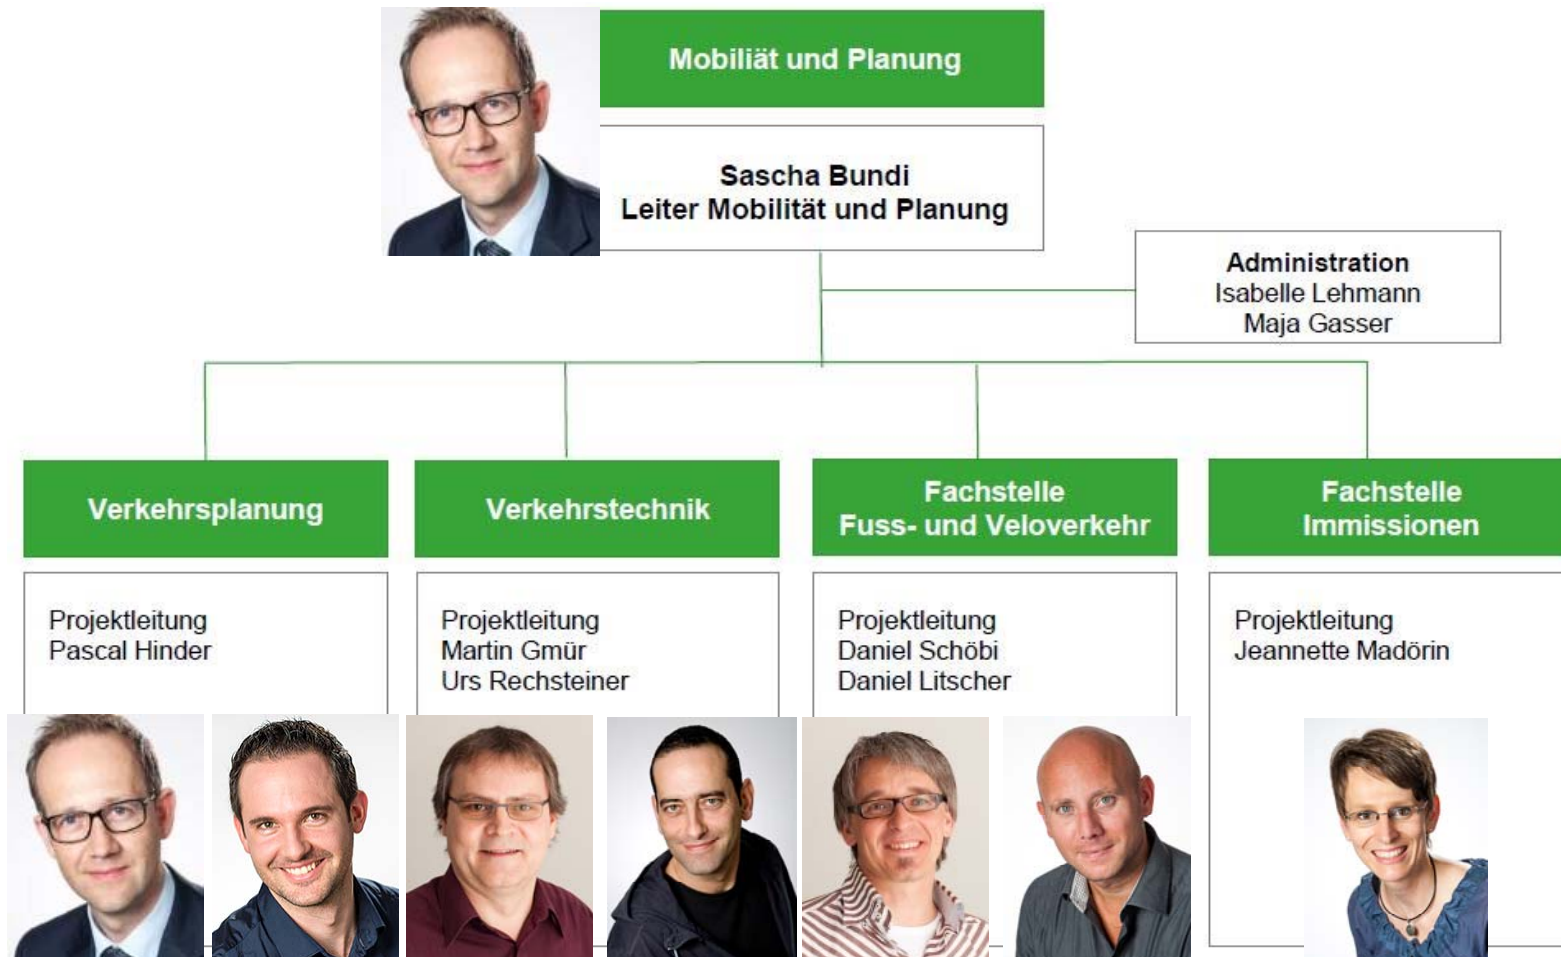 Mobiliät und Planung
Sascha Bundi
Leiter Mobilität und Planung
Administration
Isabelle Lehmann
Maja Gasser
Verkehrsplanung
Projektleitung
Pascal Hinder
Verkehrstechnik
Projektleitung
Martin Gmür
Urs Rechsteiner
Fachstelle
Fuss- und Veloverkehr
Projektleitung
Daniel Schöbi
Daniel Litscher
Fachstelle
Immissionen
Projektleitung
Jeannette Madörin